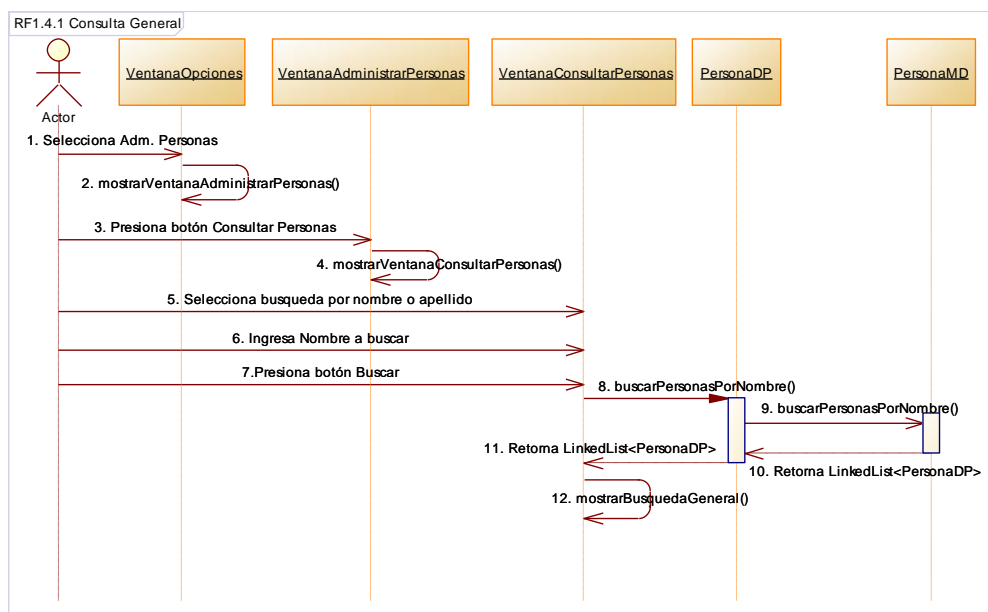 RF1.4.1 Consulta General
VentanaOpciones
VentanaAdministrarPersonas
VentanaConsultarPersonas
PersonaDP
PersonaMD
Actor
1. Selecciona Adm. Personas
2. mostrarVentanaAdministrarPersonas()
3. Presiona botón Consultar Personas
4. mostrarVentanaConsultarPersonas()
5. Selecciona busqueda por nombre o apellido
6. Ingresa Nombre a buscar
7.Presiona botón Buscar
8. buscarPersonasPorNombre()
9. buscarPersonasPorNombre()
11. Retorna LinkedList<PersonaDP>
10. Retorna LinkedList<PersonaDP>
12. mostrarBusquedaGeneral()